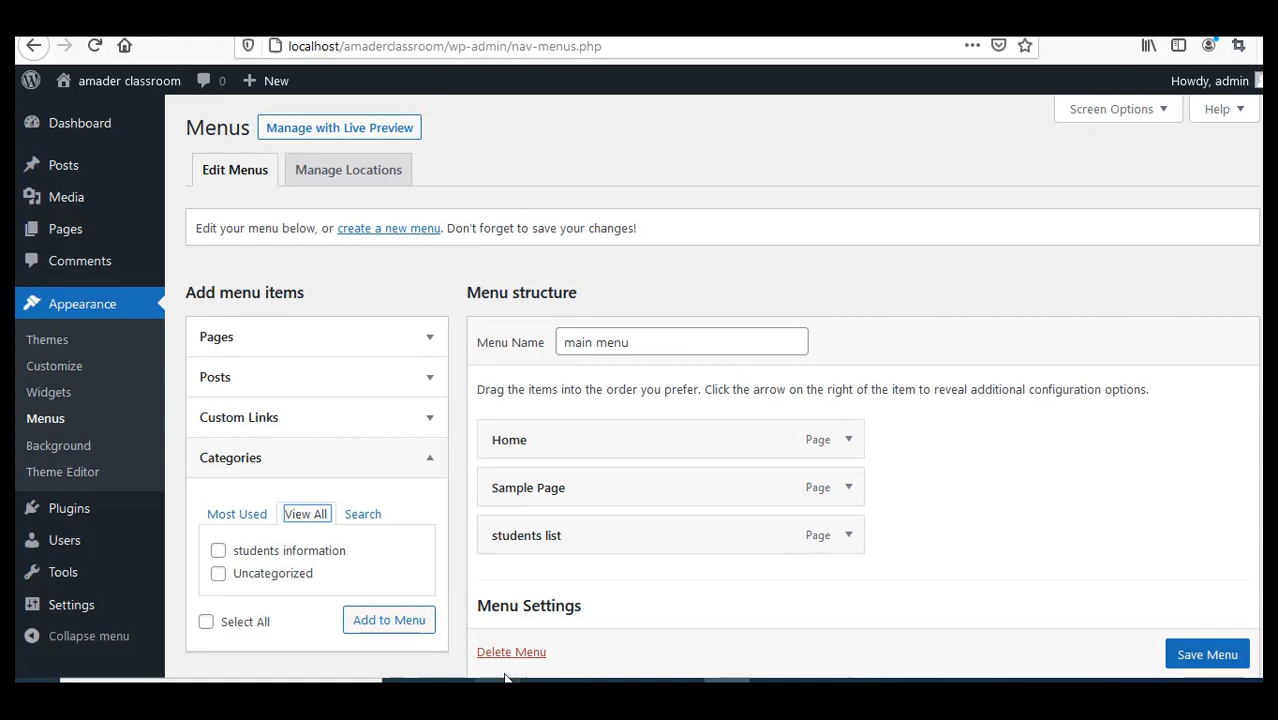 localhost/amaderclassroom/wp-admin/nav-menus.php
amader classroom 0 New Howdy, admin
Screen Options Help
Dashboard
Posts
Media
Pages
Comments
Appearance
Themes
Customize
Widgets
Menus
Background
Theme Editor
Plugins
Users
Tools
Settings
Collapse menu
Menus Manage with Live Preview
Edit Menus Manage Locations
Edit your menu below, or create a new menu. Don't forget to save your changes!
Add menu items
Pages
Posts
Custom Links
Categories
Most Used View All Search
students information
Uncategorized
Select All Add to Menu
Menu structure
Menu Name main menu
Drag the items into the order you prefer. Click the arrow on the right of the item to reveal additional configuration options.
Home Page
Sample Page Page
students list Page
Menu Settings
Delete Menu Save Menu